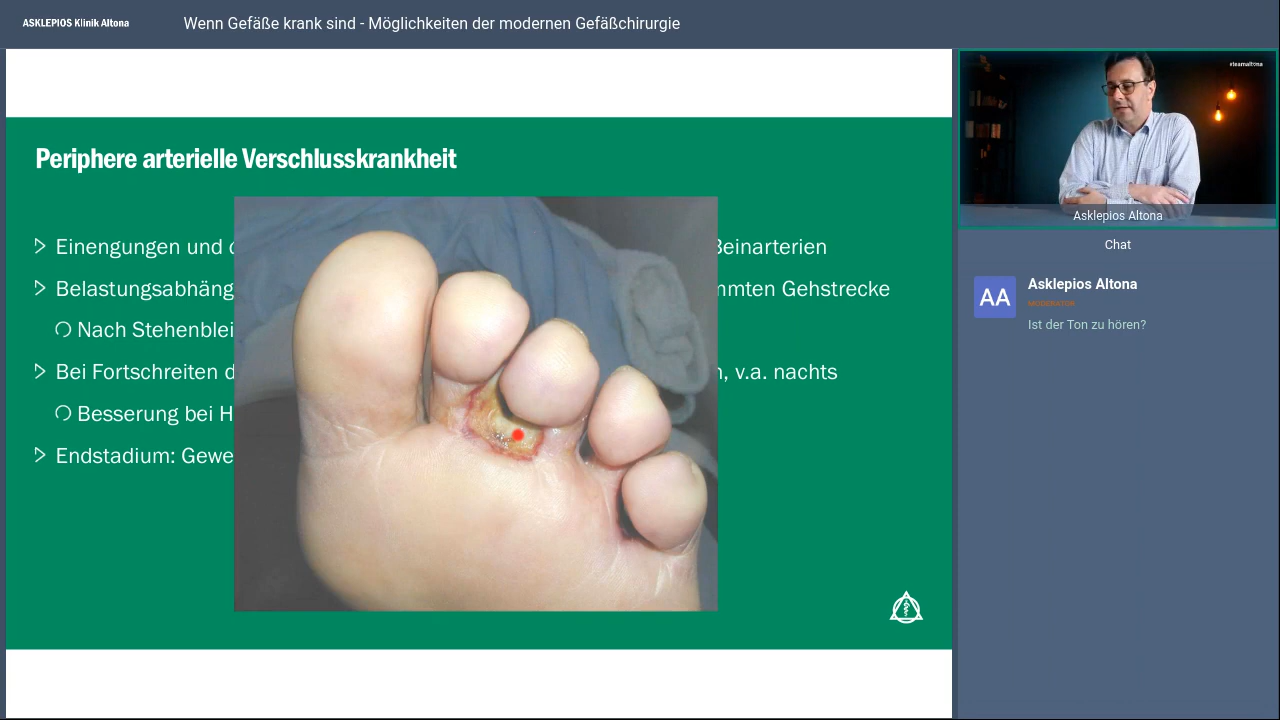 ASKLEPIOS Klinik Altona
Wenn Gefäße krank sind - Möglichkeiten der modernen Gefäßchirurgie
Periphere arterielle Verschlusskrankheit
Einengungen und Beinarterien
Belastungsabhäng mmten Gehstrecke
Nach Stehenblei
Bei Fortschreiten d n, v.a. nachts
Besserung bei H
Endstadium: Gewe
#teamaltona
Asklepios Altona
Chat
AA
Asklepios Altona
MODERATOR
Ist der Ton zu hören?